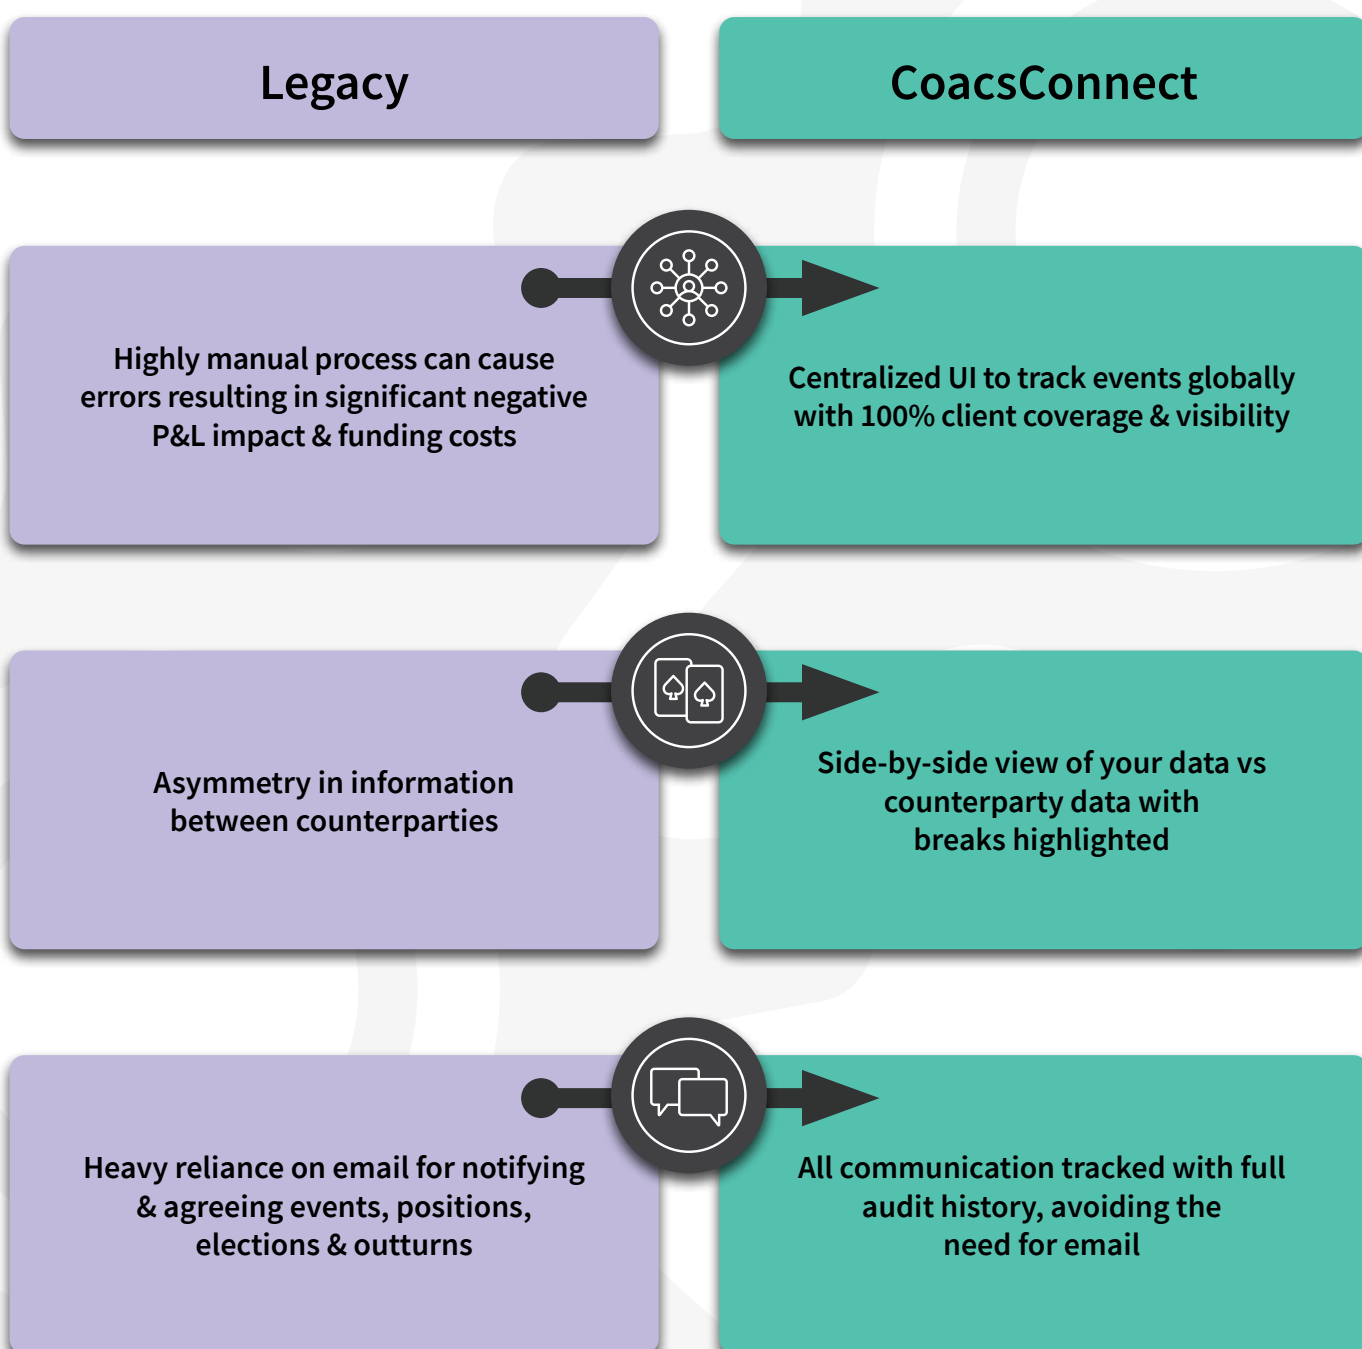 Legacy
CoacsConnect
Highly manual process can cause
errors resulting in significant negative
P&L impact & funding costs
Centralized UI to track events globally
with 100% client coverage & visibility
Asymmetry in information
between counterparties
Side-by-side view of your data vs
counterparty data with
breaks highlighted
Heavy reliance on email for notifying
& agreeing events, positions,
elections & outturns
All communication tracked with full
audit history, avoiding the
need for email